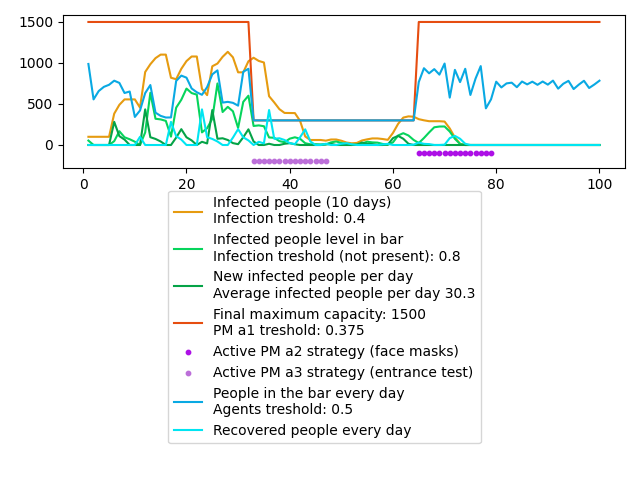 1500
1000
500
0
0
20
40
60
80
100
Infected people (10 days)
Infection treshold: 0.4
Infected people level in bar
Infection treshold (not present): 0.8
New infected people per day
Average infected people per day 30.3
Final maximum capacity: 1500
PM a1 treshold: 0.375
Active PM a2 strategy (face masks)
Active PM a3 strategy (entrance test)
People in the bar every day
Agents treshold: 0.5
Recovered people every day